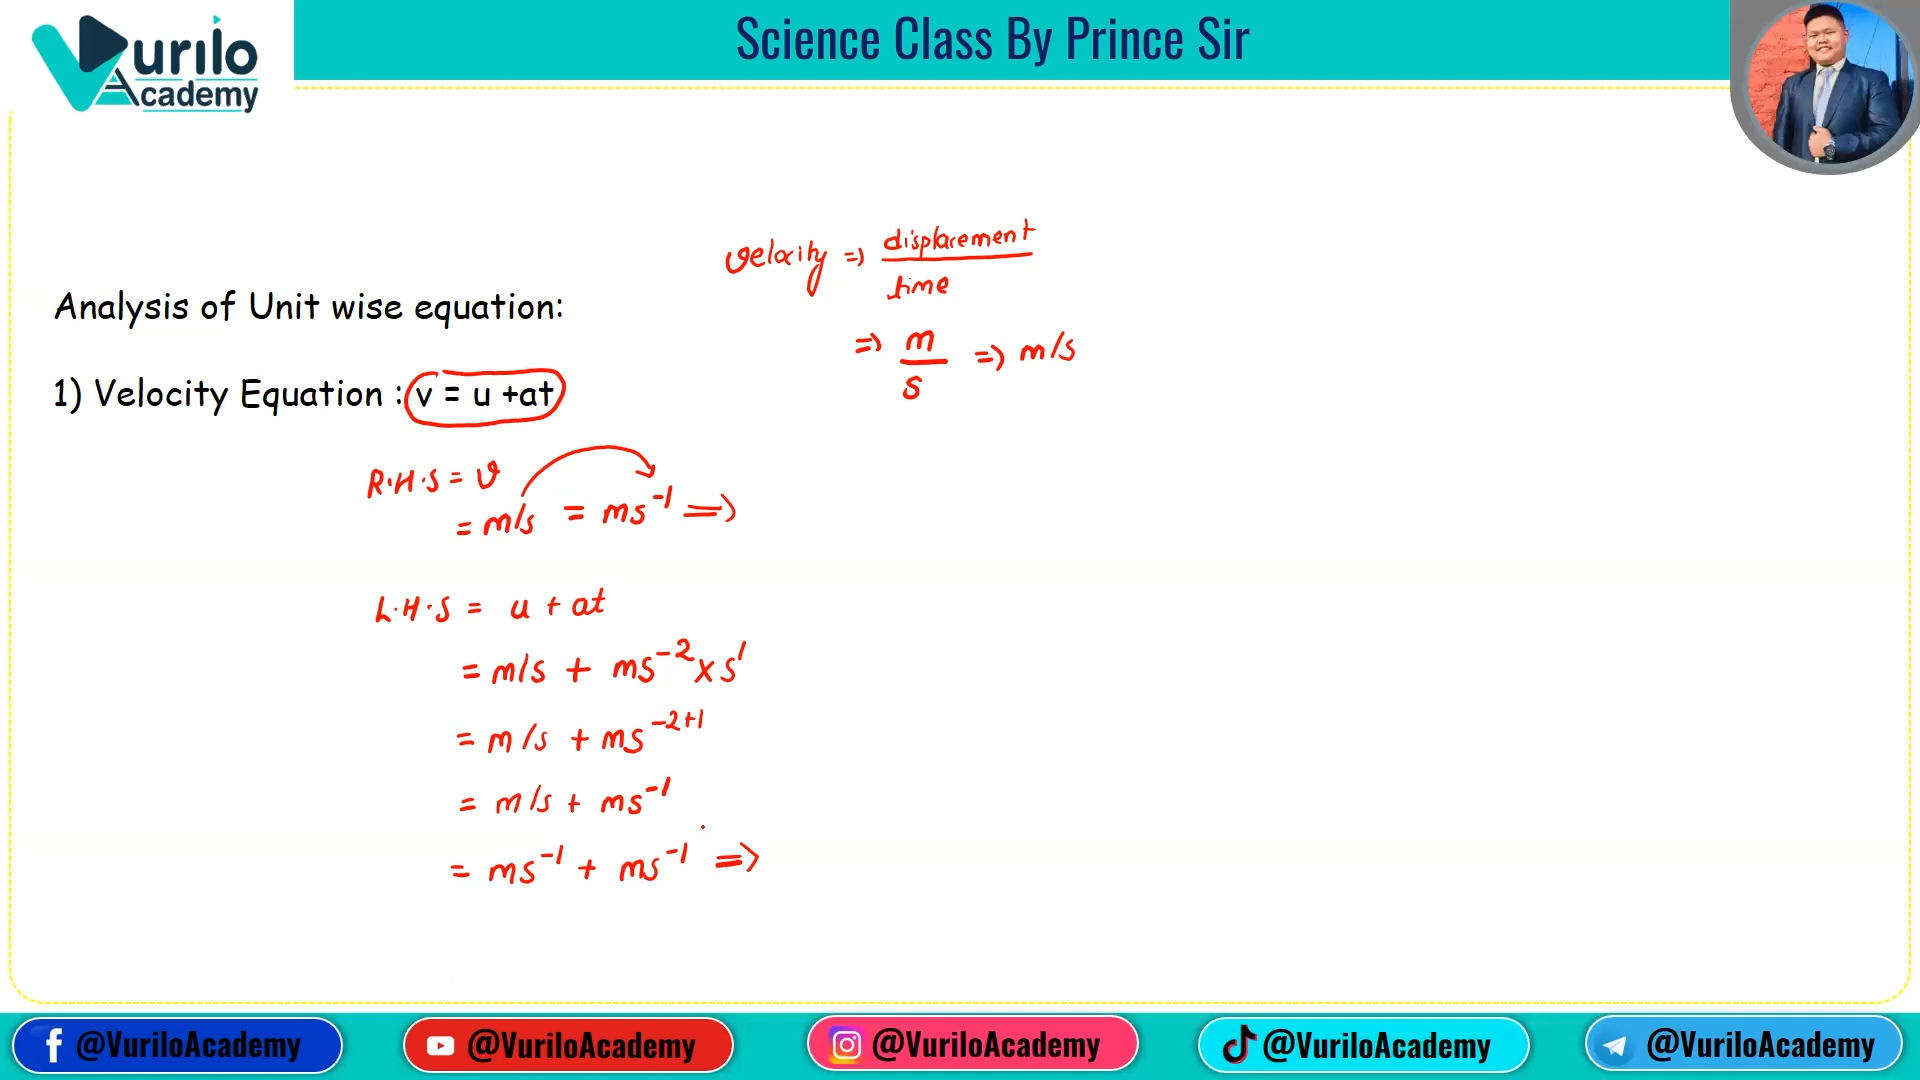 Vurilo
Academy
Science Class By Prince Sir
velocity => displacement
time
=> m
s
=> m/s
Analysis of Unit wise equation:
1) Velocity Equation : v = u +at
R.H.S = v
= m/s = ms⁻¹ =>
L.H.S = u + at
= m/s + ms⁻² x s¹
= m/s + ms⁻²⁺¹
= m/s + ms⁻¹
= ms⁻¹ + ms⁻¹ =>
@VuriloAcademy @VuriloAcademy @VuriloAcademy @VuriloAcademy @VuriloAcademy